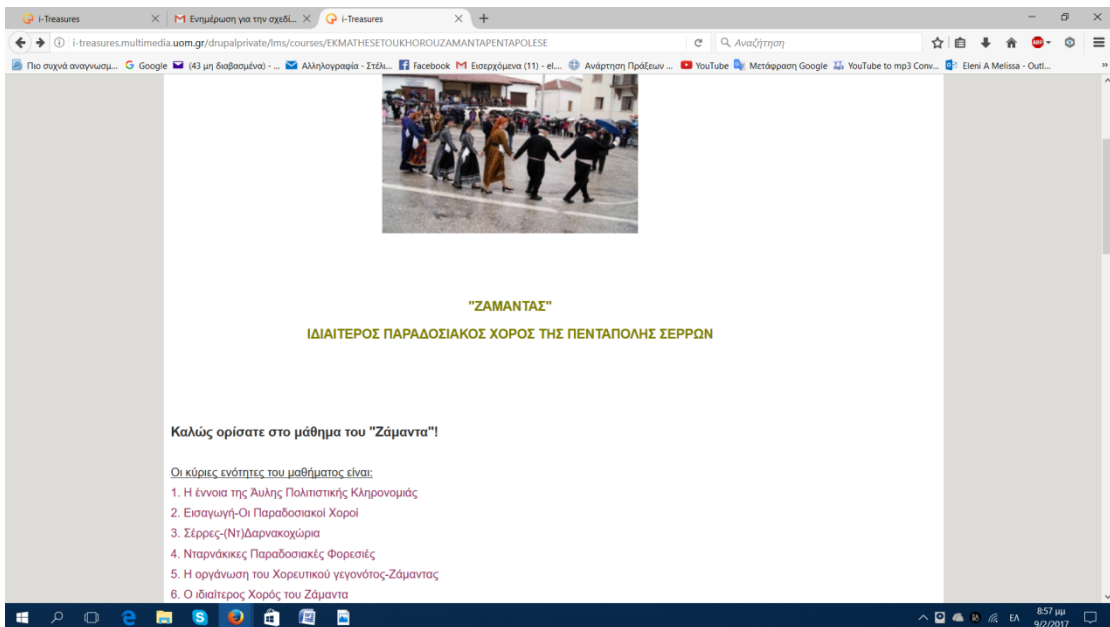 i-Treasures
Ενημέρωση για την σχεδί...
i-Treasures
i-treasures.multimedia.uom.gr/drupalprivate/lms/courses/EKMATHESETOUKHOROUZAMANTAPENTAPOLESE
Αναζήτηση
Πιο συχνά αναγνωσμ...
Google
(43 μη διαβασμένα) - ...
Αλληλογραφία - Στέλι...
Facebook
Εισερχόμενα (11) - el...
Ανάρτηση Πράξεων ...
YouTube
Μετάφραση Google
YouTube to mp3 Conv...
Eleni A Melissa - Outl...
"ΖΑΜΑΝΤΑΣ"
ΙΔΙΑΙΤΕΡΟΣ ΠΑΡΑΔΟΣΙΑΚΟΣ ΧΟΡΟΣ ΤΗΣ ΠΕΝΤΑΠΟΛΗΣ ΣΕΡΡΩΝ
Καλώς ορίσατε στο μάθημα του "Ζάμαντα"!
Οι κύριες ενότητες του μαθήματος είναι:
1. Η έννοια της Άυλης Πολιτιστικής Κληρονομιάς
2. Εισαγωγή-Οι Παραδοσιακοί Χοροί
3. Σέρρες-(Ντ)Δαρνακοχώρια
4. Νταρνάκικες Παραδοσιακές Φορεσιές
5. Η οργάνωση του Χορευτικού γεγονότος-Ζάμαντας
6. Ο ιδιαίτερος Χορός του Ζάμαντα
ΕΛ
8:57 μμ
9/2/2017